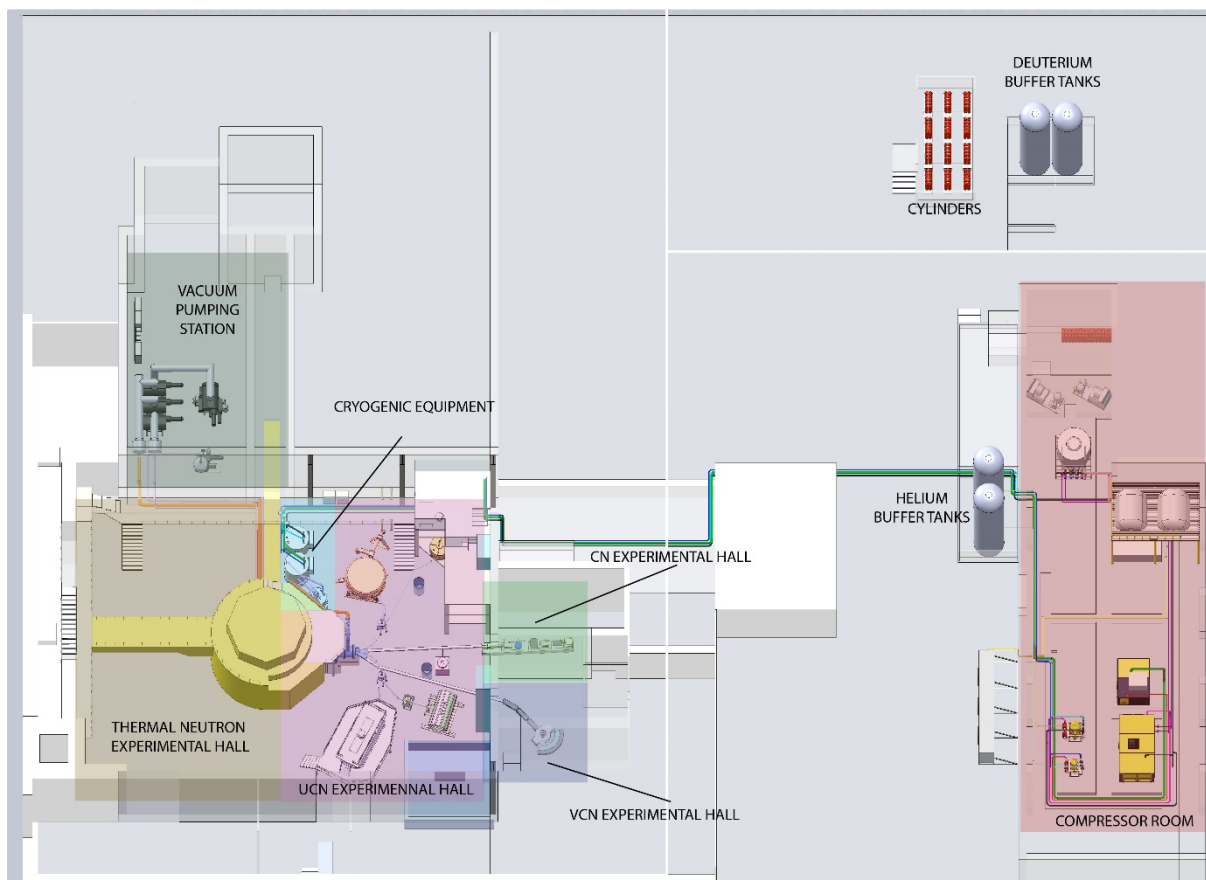 DEUTERIUM
BUFFER TANKS
CYLINDERS
VACUUM
PUMPING
STATION
CRYOGENIC EQUIPMENT
HELIUM
BUFFER TANKS
CN EXPERIMENTAL HALL
THERMAL NEUTRON
EXPERIMENTAL HALL
UCN EXPERIMENNAL HALL
VCN EXPERIMENTAL HALL
COMPRESSOR ROOM